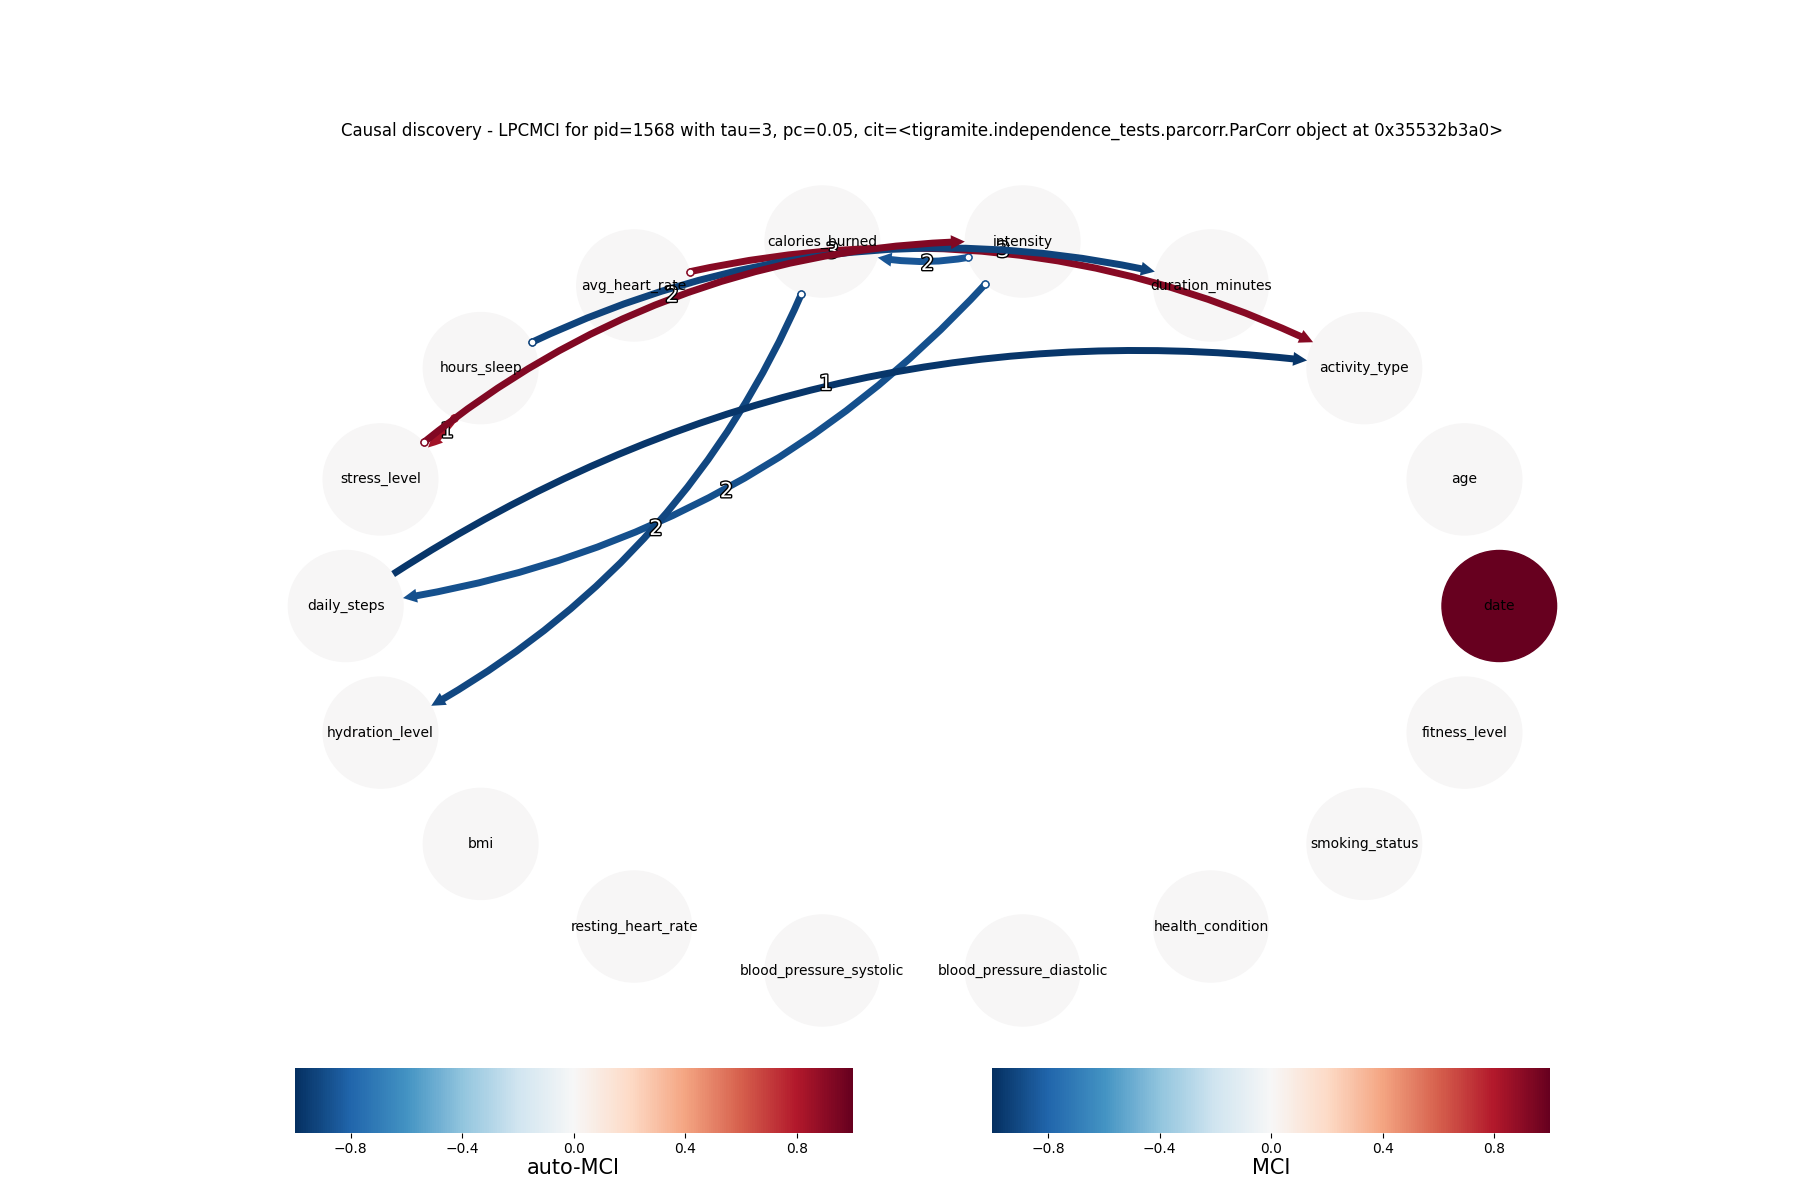 Causal discovery - LPCMCI for pid=1568 with tau=3, pc=0.05, cit=<tigramite.independence_tests.parcorr.ParCorr object at 0x35532b3a0>
calories_burned
intensity
3
3
2
avg_heart_rate
duration_minutes
2
hours_sleep
activity_type
1
1
stress_level
age
2
2
daily_steps
date
hydration_level
fitness_level
bmi
smoking_status
resting_heart_rate
health_condition
blood_pressure_systolic
blood_pressure_diastolic
−0.8 −0.4 0.0 0.4 0.8
auto-MCI
−0.8 −0.4 0.0 0.4 0.8
MCI